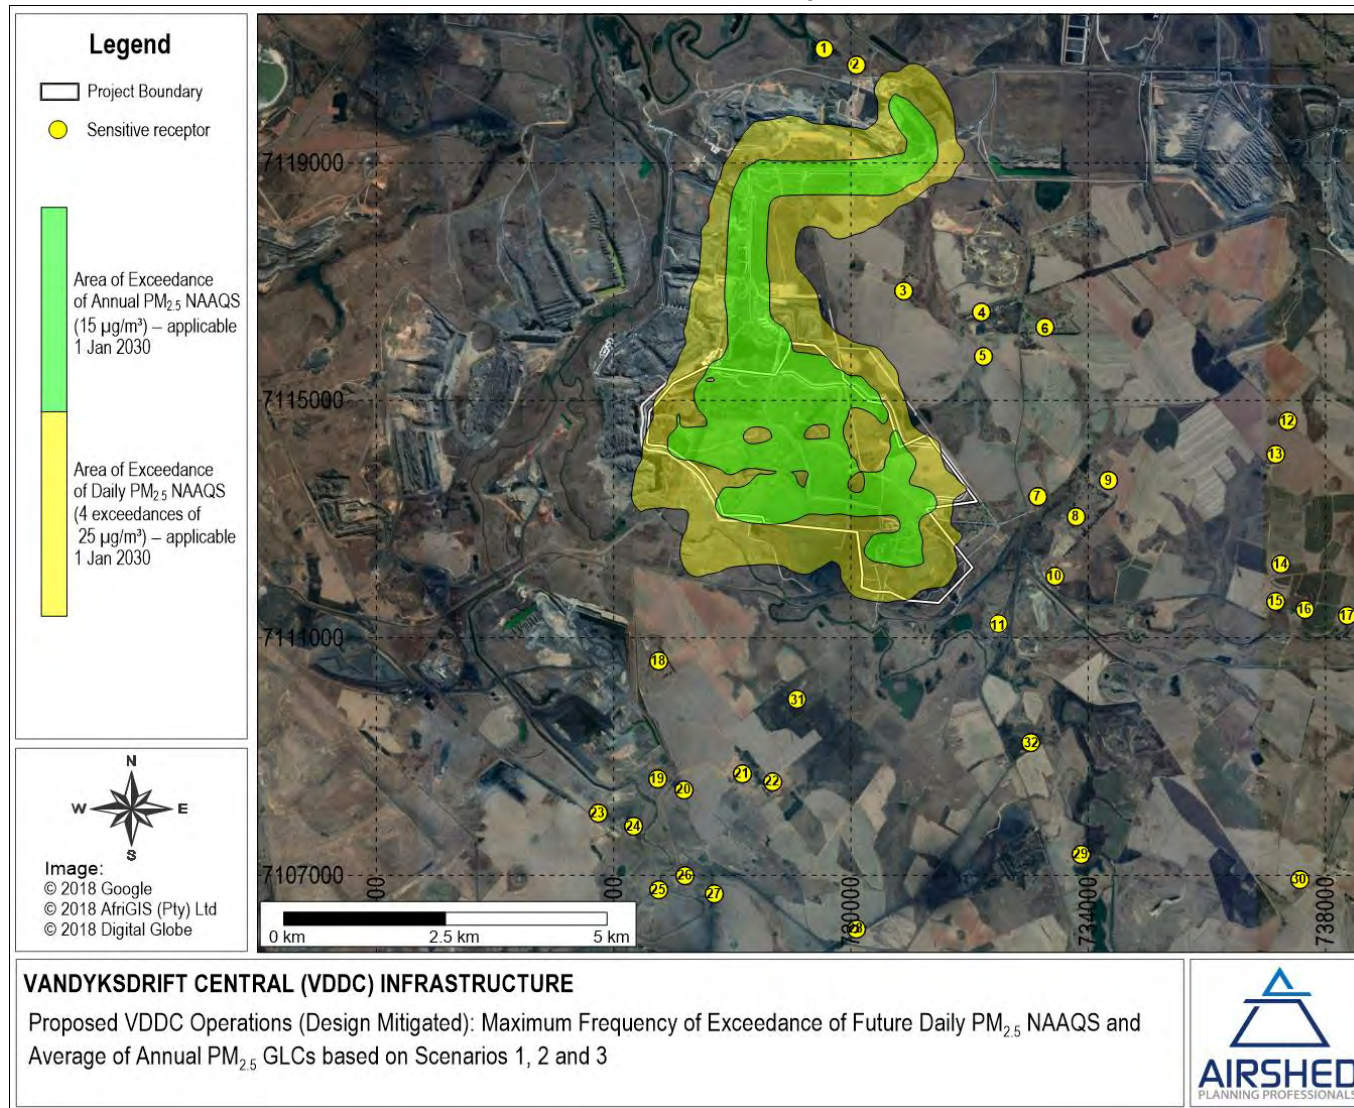 Legend
Project Boundary
Sensitive receptor
Area of Exceedance
of Annual PM₂.₅ NAAQS
(15 µg/m³) – applicable
1 Jan 2030
Area of Exceedance
of Daily PM₂.₅ NAAQS
(4 exceedances of
25 µg/m³) – applicable
1 Jan 2030
N
W E
S
Image:
© 2018 Google
© 2018 AfriGIS (Pty) Ltd
© 2018 Digital Globe
1
2
7119000
3
4
6
5
7115000
12
13
9
7
8
14
10
15
16
17
11
7111000
18
31
32
19
21
22
20
23
24
29
7107000
26
30
25
27
28
730000
734000
738000
0 km
2.5 km
5 km
VANDYKSDRIFT CENTRAL (VDDC) INFRASTRUCTURE
Proposed VDDC Operations (Design Mitigated): Maximum Frequency of Exceedance of Future Daily PM₂.₅ NAAQS and
Average of Annual PM₂.₅ GLCs based on Scenarios 1, 2 and 3
AIRSHED
PLANNING PROFESSIONALS